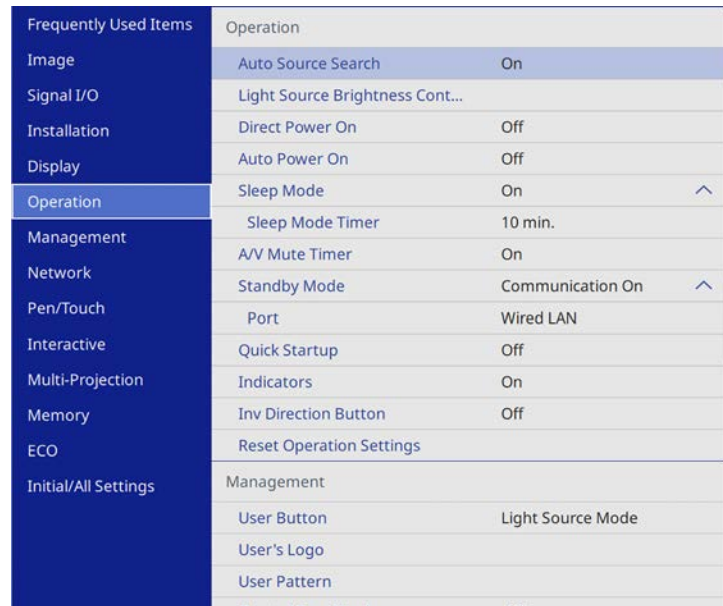 Frequently Used Items
Image
Signal I/O
Installation
Display
Operation
Management
Network
Pen/Touch
Interactive
Multi-Projection
Memory
ECO
Initial/All Settings
Operation
Auto Source Search On
Light Source Brightness Cont...
Direct Power On Off
Auto Power On Off
Sleep Mode On
Sleep Mode Timer 10 min.
A/V Mute Timer On
Standby Mode Communication On
Port Wired LAN
Quick Startup Off
Indicators On
Inv Direction Button Off
Reset Operation Settings
Management
User Button Light Source Mode
User's Logo
User Pattern